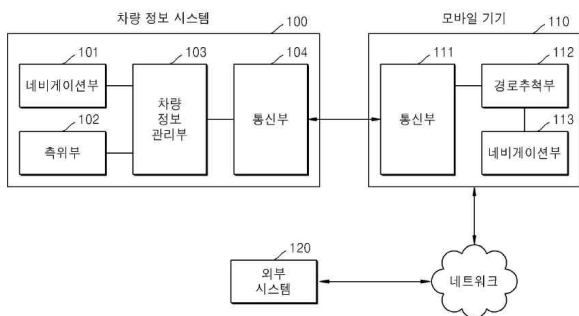 차량 정보 시스템
100
모바일 기기
110
101
네비게이션부
102
측위부
103
차량
정보
관리부
104
통신부
111
통신부
112
경로추척부
113
네비게이션부
120
외부
시스템
네트워크